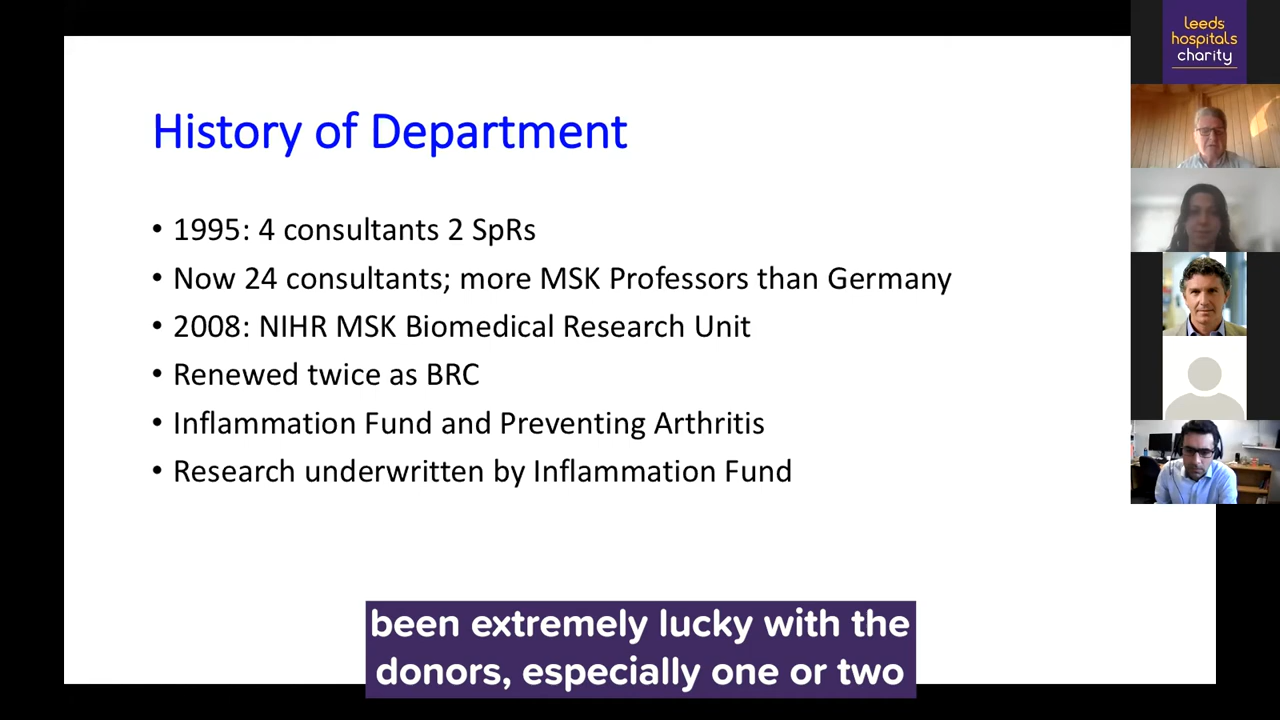 History of Department
• 1995: 4 consultants 2 SpRs
• Now 24 consultants; more MSK Professors than Germany
• 2008: NIHR MSK Biomedical Research Unit
• Renewed twice as BRC
• Inflammation Fund and Preventing Arthritis
• Research underwritten by Inflammation Fund
been extremely lucky with the
donors, especially one or two
leeds
hospitals
charity